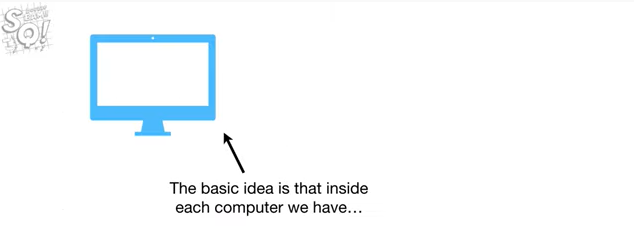 The basic idea is that inside
each computer we have…